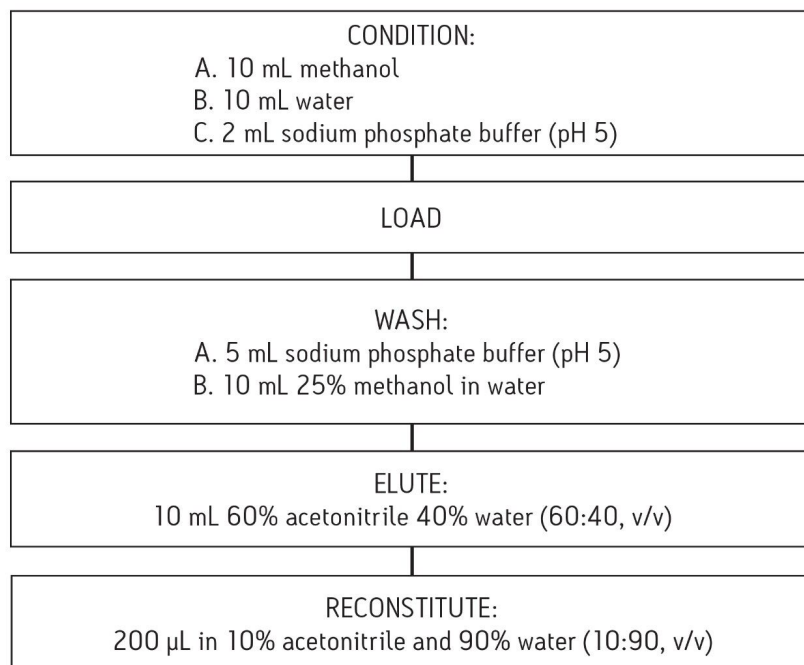 CONDITION:
A. 10 mL methanol
B. 10 mL water
C. 2 mL sodium phosphate buffer (pH 5)
LOAD
WASH:
A. 5 mL sodium phosphate buffer (pH 5)
B. 10 mL 25% methanol in water
ELUTE:
10 mL 60% acetonitrile 40% water (60:40, v/v)
RECONSTITUTE:
200 µL in 10% acetonitrile and 90% water (10:90, v/v)